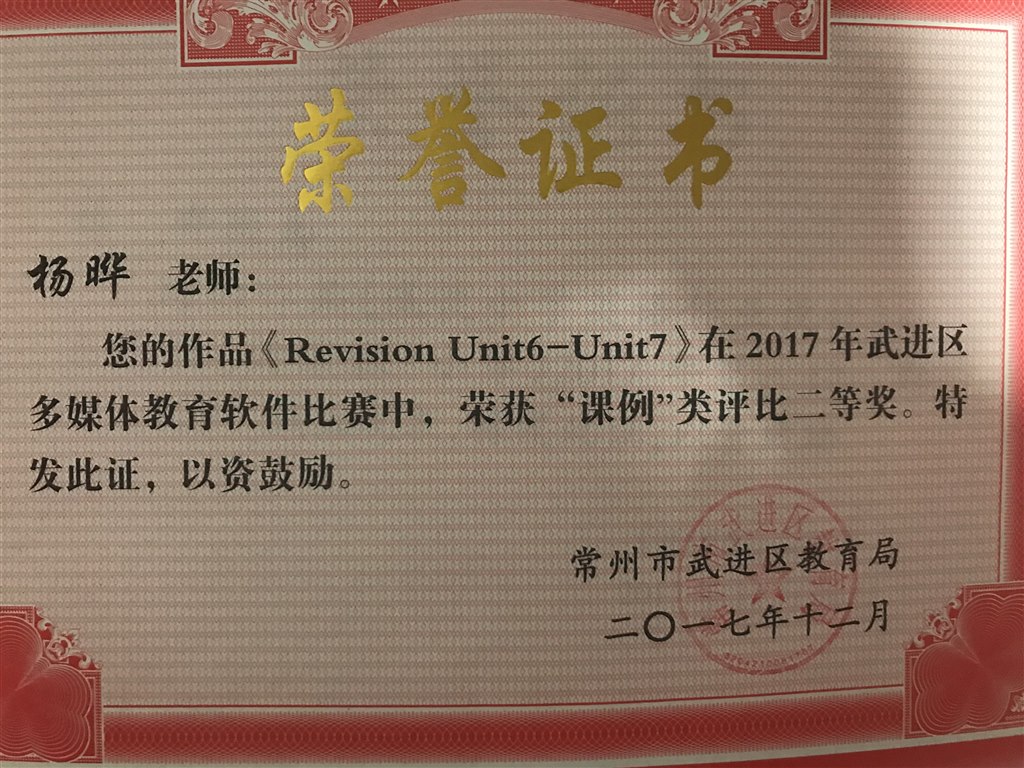 荣誉证书
杨晔 老师：
您的作品《Revision Unit6-Unit7》在2017年武进区
多媒体教育软件比赛中，荣获“课例”类评比二等奖。特
发此证，以资鼓励。
常州市武进区教育局
二〇一七年十二月